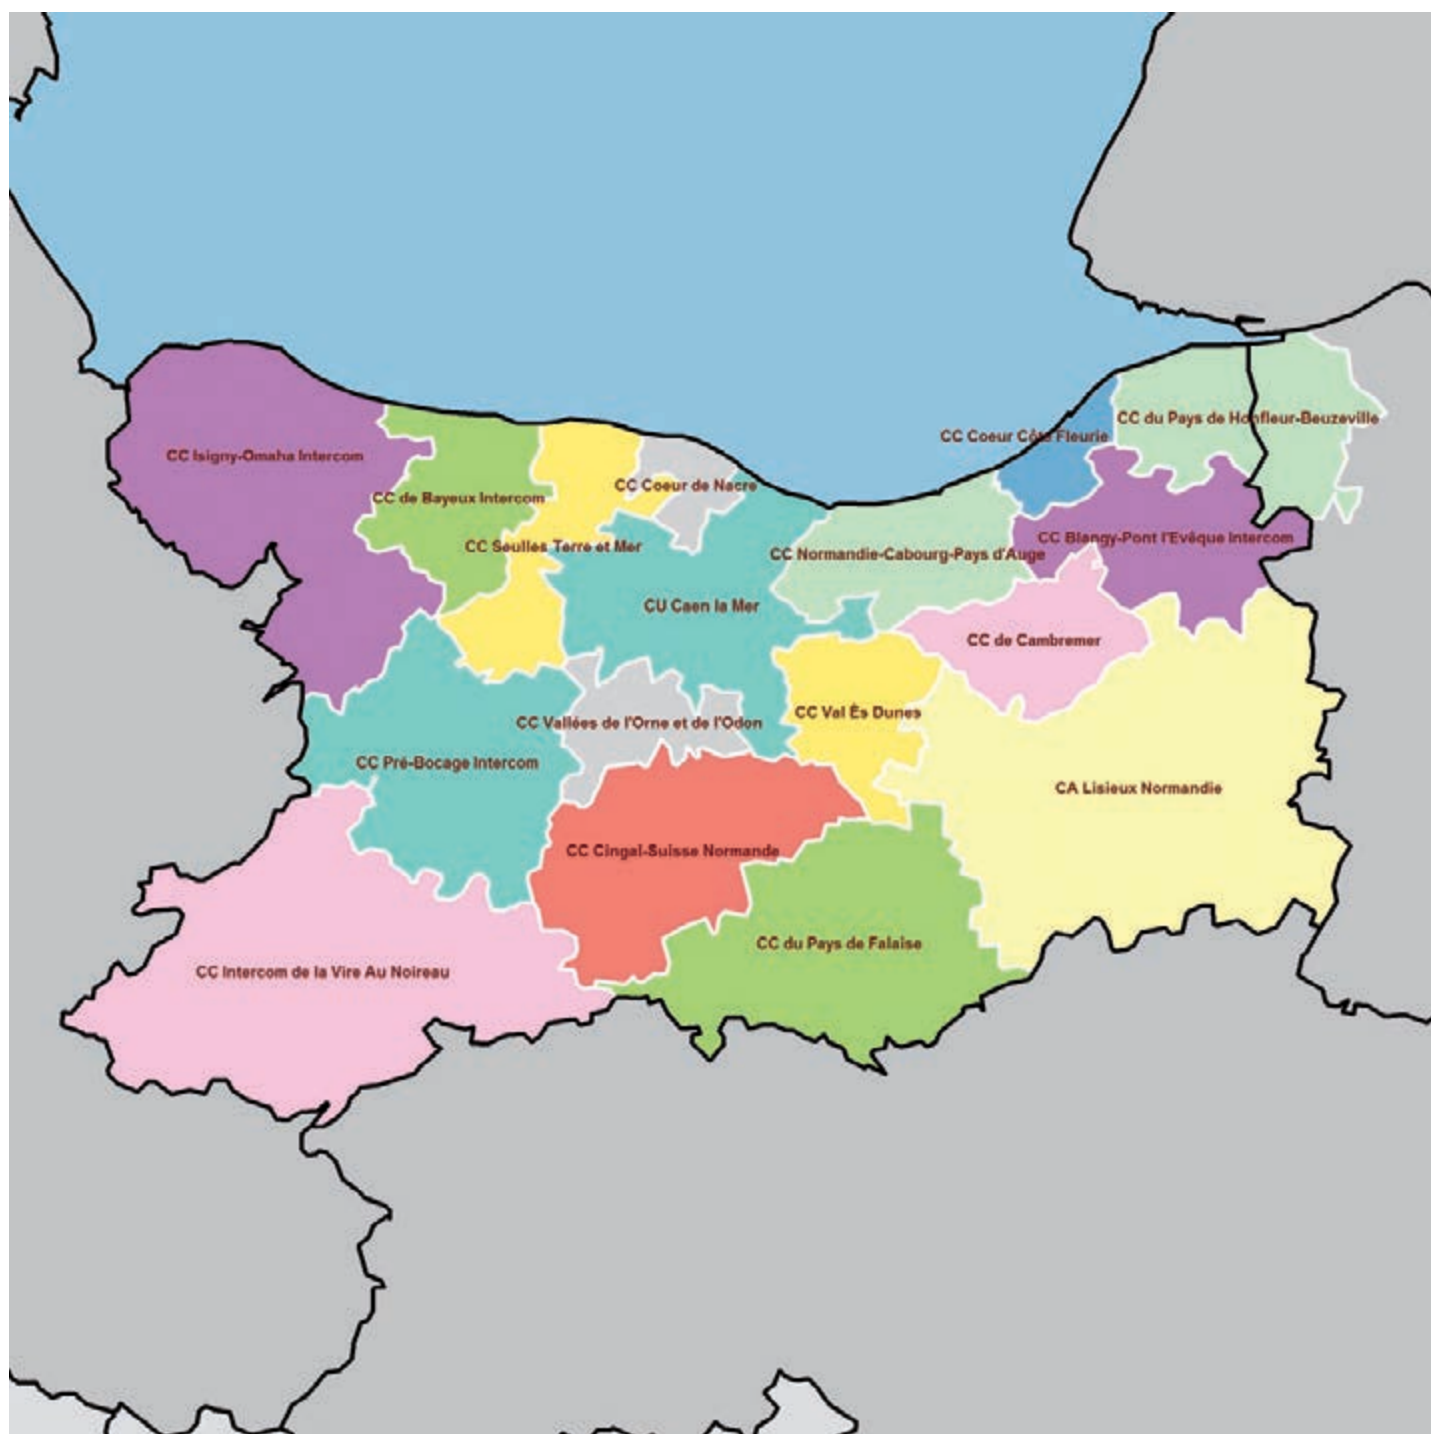 CC du Pays de Honfleur-Beuzeville
CC Coeur Côte Fleurie
CC Isigny-Omaha Intercom
CC Coeur de Nacre
CC de Bayeux Intercom
CC Blangy-Pont l'Evêque Intercom
CC Seulles Terre et Mer
CC Normandie-Cabourg-Pays d'Auge
CU Caen la Mer
CC de Cambremer
CC Val Ès Dunes
CC Vallées de l'Orne et de l'Odon
CC Pré-Bocage Intercom
CA Lisieux Normandie
CC Cingal-Suisse Normande
CC du Pays de Falaise
CC Intercom de la Vire Au Noireau